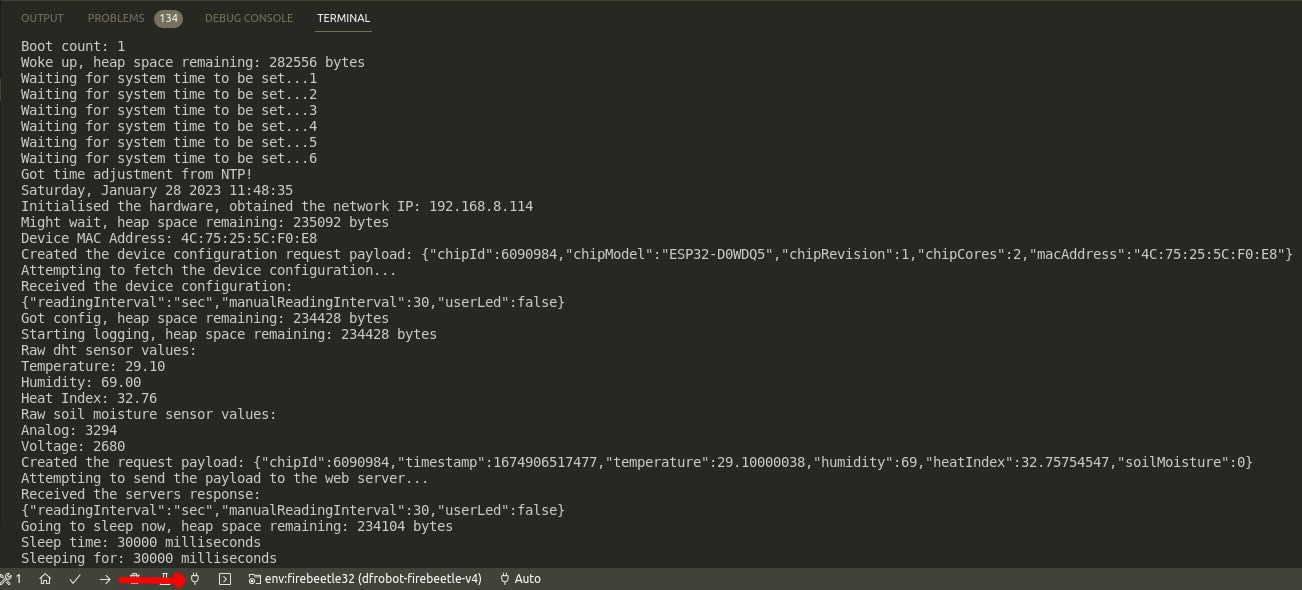 OUTPUT PROBLEMS 134 DEBUG CONSOLE TERMINAL
Boot count: 1
Woke up, heap space remaining: 282556 bytes
Waiting for system time to be set...1
Waiting for system time to be set...2
Waiting for system time to be set...3
Waiting for system time to be set...4
Waiting for system time to be set...5
Waiting for system time to be set...6
Got time adjustment from NTP!
Saturday, January 28 2023 11:48:35
Initialised the hardware, obtained the network IP: 192.168.8.114
Might wait, heap space remaining: 235092 bytes
Device MAC Address: 4C:75:25:5C:F0:E8
Created the device configuration request payload: {"chipId":6090984,"chipModel":"ESP32-D0WDQ5","chipRevision":1,"chipCores":2,"macAddress":"4C:75:25:5C:F0:E8"}
Attempting to fetch the device configuration...
Received the device configuration:
{"readingInterval":"sec","manualReadingInterval":30,"userLed":false}
Got config, heap space remaining: 234428 bytes
Starting logging, heap space remaining: 234428 bytes
Raw dht sensor values:
Temperature: 29.10
Humidity: 69.00
Heat Index: 32.76
Raw soil moisture sensor values:
Analog: 3294
Voltage: 2680
Created the request payload: {"chipId":6090984,"timestamp":1674906517477,"temperature":29.10000038,"humidity":69,"heatIndex":32.75754547,"soilMoisture":0}
Attempting to send the payload to the web server...
Received the servers response:
{"readingInterval":"sec","manualReadingInterval":30,"userLed":false}
Going to sleep now, heap space remaining: 234104 bytes
Sleep time: 30000 milliseconds
Sleeping for: 30000 milliseconds
1 env:firebeetle32 (dfrobot-firebeetle-v4) Auto